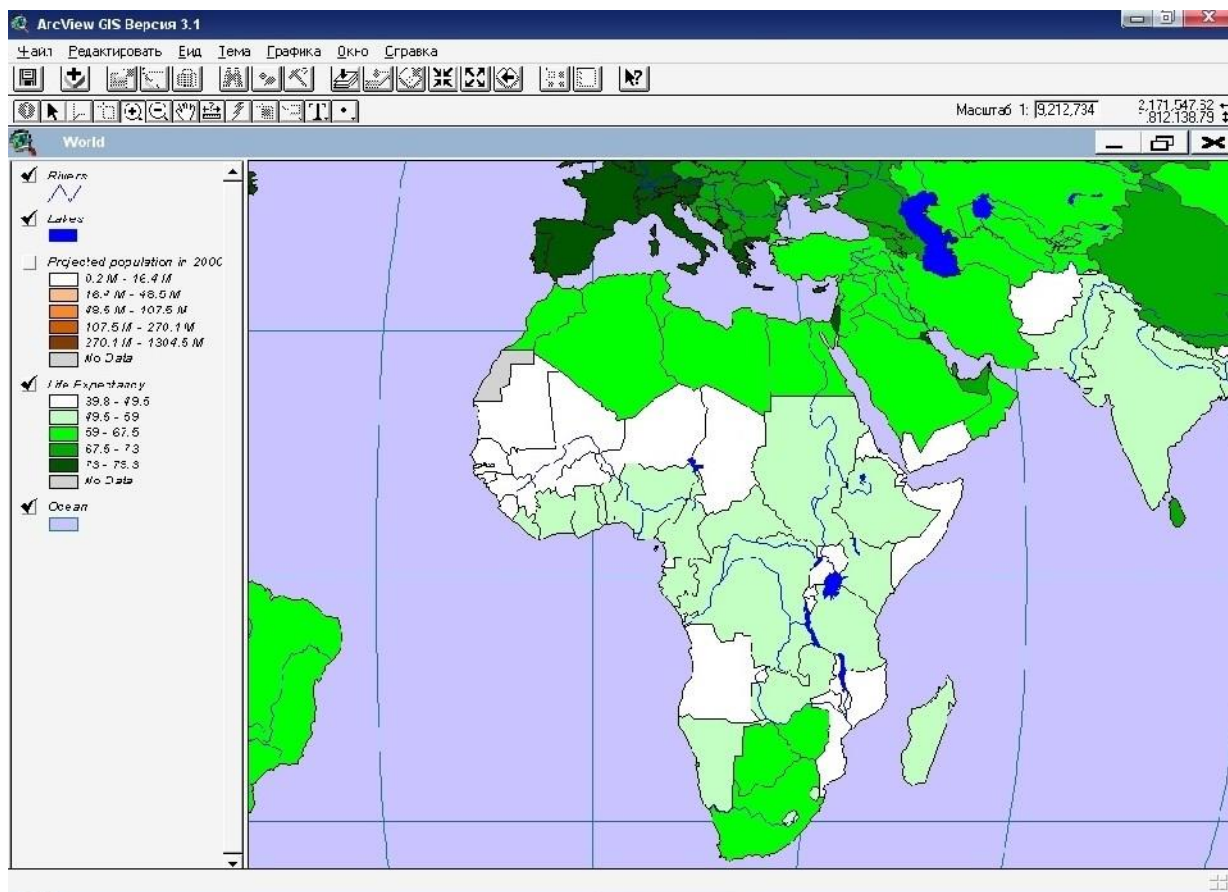 ArcView GIS Версия 3.1
Файл Редактировать Вид Тема Графика Окно Справка
Масштаб 1: 9,212,734
2,171,547.52
812,138.79
World
Rivers
Lakes
Projected population in 2000
0.2 M - 16.4 M
16.4 M - 48.5 M
48.5 M - 107.5 M
107.5 M - 270.1 M
270.1 M - 1304.5 M
No Data
Life Expectancy
39.8 - 49.5
49.5 - 59
59 - 67.5
67.5 - 73
No Data
Ocean